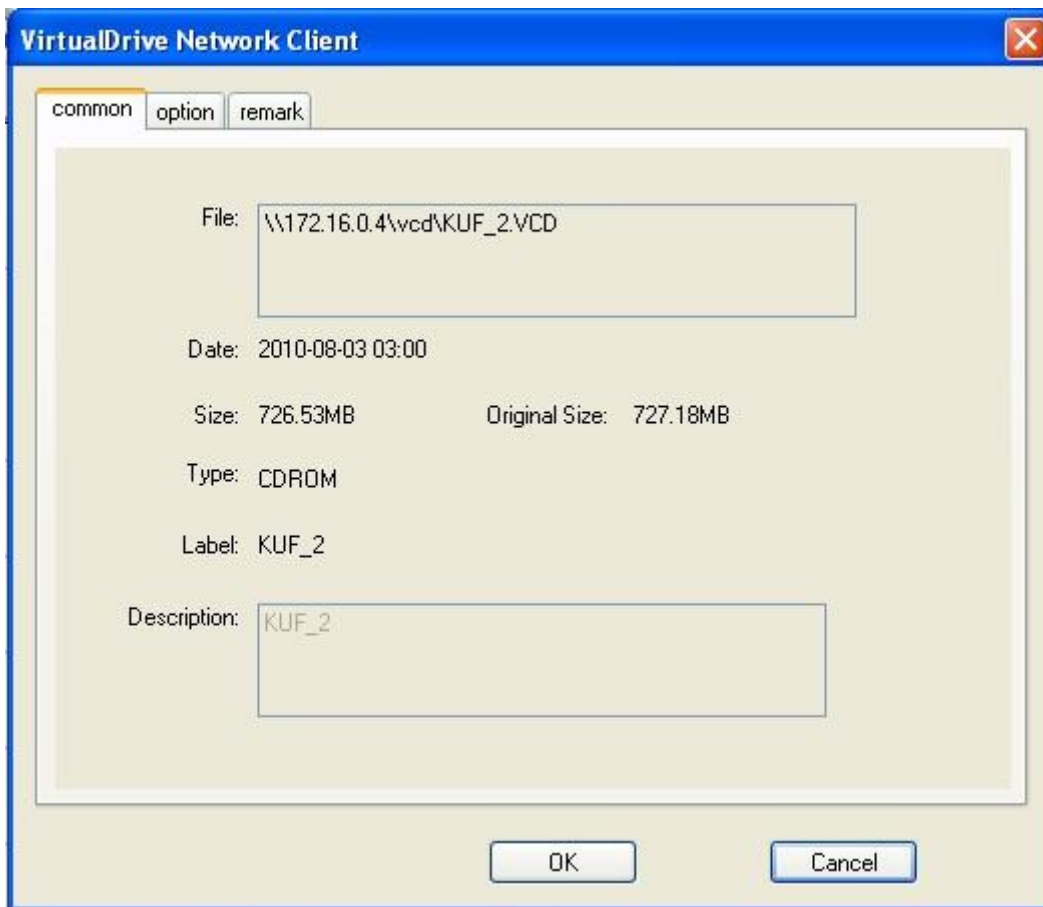 VirtualDrive Network Client
common option remark
File: \\172.16.0.4\vcd\KUF_2.VCD
Date: 2010-08-03 03:00
Size: 726.53MB Original Size: 727.18MB
Type: CDROM
Label: KUF_2
Description: KUF_2
OK Cancel